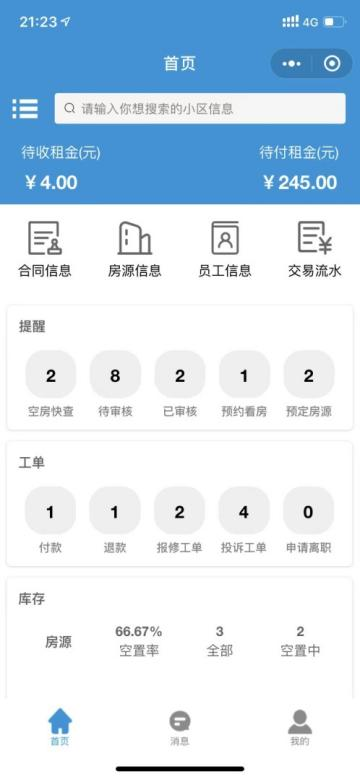 21:23 4G
首页
请输入你想搜索的小区信息
待收租金(元) 待付租金(元)
￥4.00 ￥245.00
合同信息 房源信息 员工信息 交易流水
提醒
2 8 2 1 2
空房快查 待审核 已审核 预约看房 预定房源
工单
1 1 2 4 0
付款 退款 报修工单 投诉工单 申请离职
库存
66.67% 3 2
房源
空置率 全部 空置中
首页 消息 我的